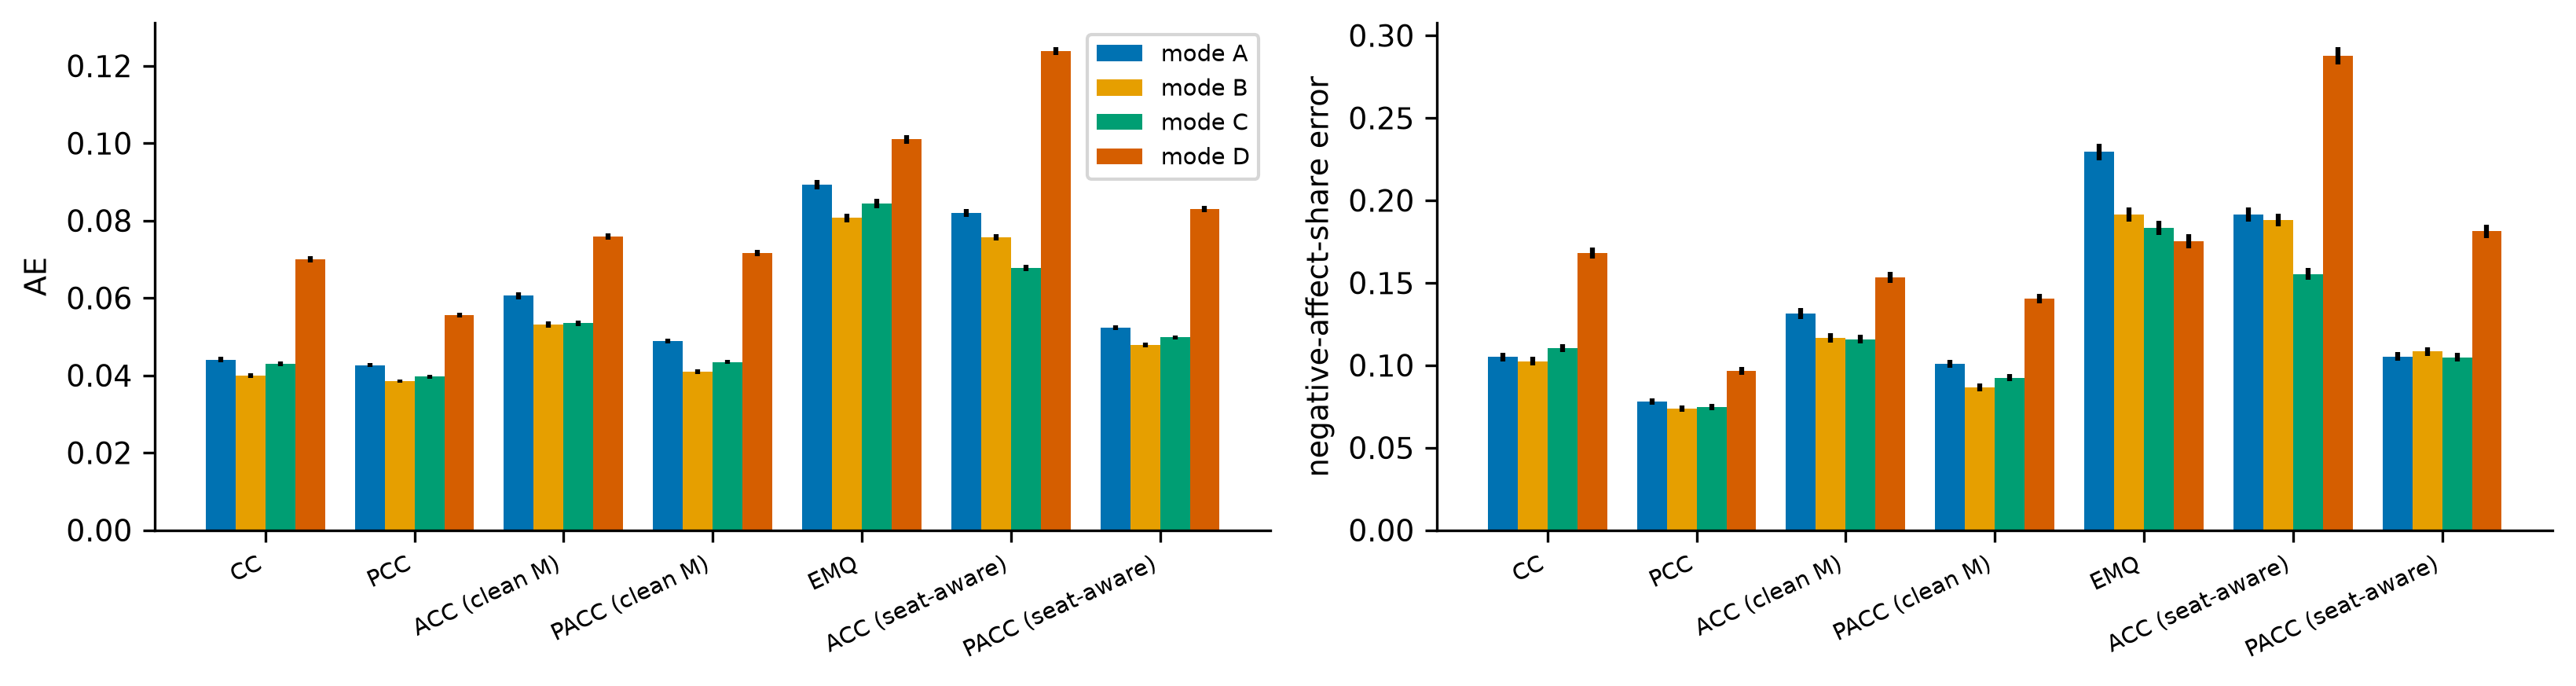 AE
0.12
0.10
0.08
0.06
0.04
0.02
0.00
mode A
mode B
mode C
mode D
CC
PCC
ACC (clean M)
PACC (clean M)
EMQ
ACC (seat-aware)
PACC (seat-aware)
negative-affect-share error
0.30
0.25
0.20
0.15
0.10
0.05
0.00
CC
PCC
ACC (clean M)
PACC (clean M)
EMQ
ACC (seat-aware)
PACC (seat-aware)